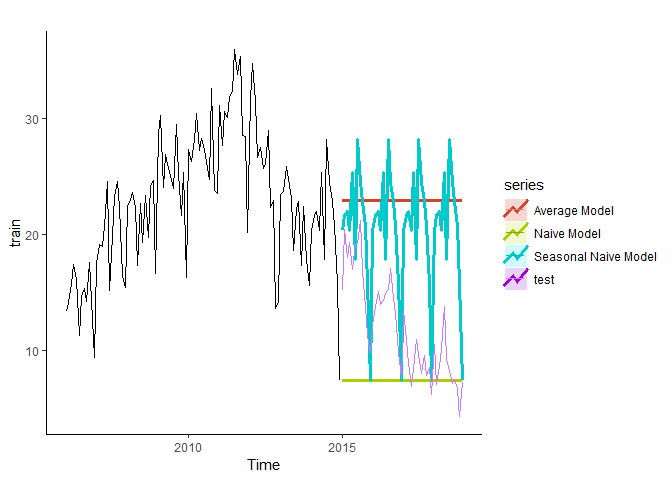 30
20
10
train
2010
2015
Time
series
Average Model
Naive Model
Seasonal Naive Model
test